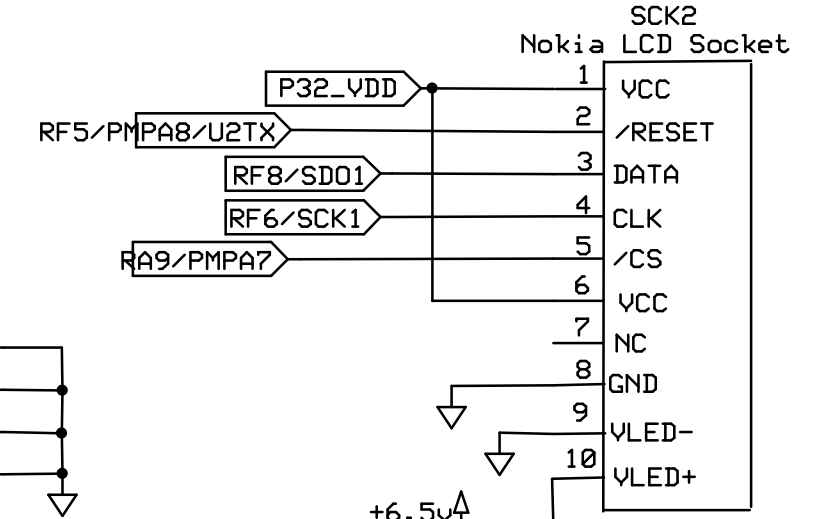 SCK2
Nokia LCD Socket
P32_VDD 1 VCC
RF5/PMPA8/U2TX 2 /RESET
RF8/SDO1 3 DATA
RF6/SCK1 4 CLK
RA9/PMPA7 5 /CS
6 VCC
7 NC
8 GND
9 VLED-
10 VLED+
+6.5v